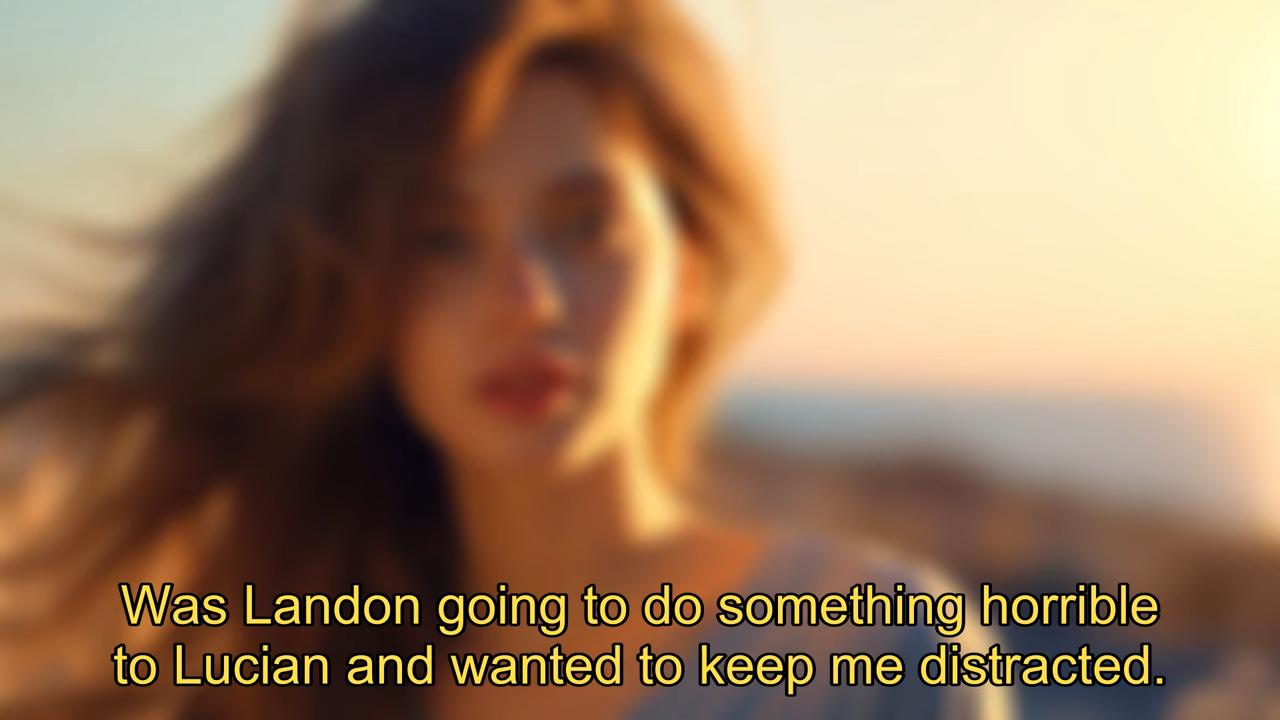 Was Landon going to do something horrible
to Lucian and wanted to keep me distracted.